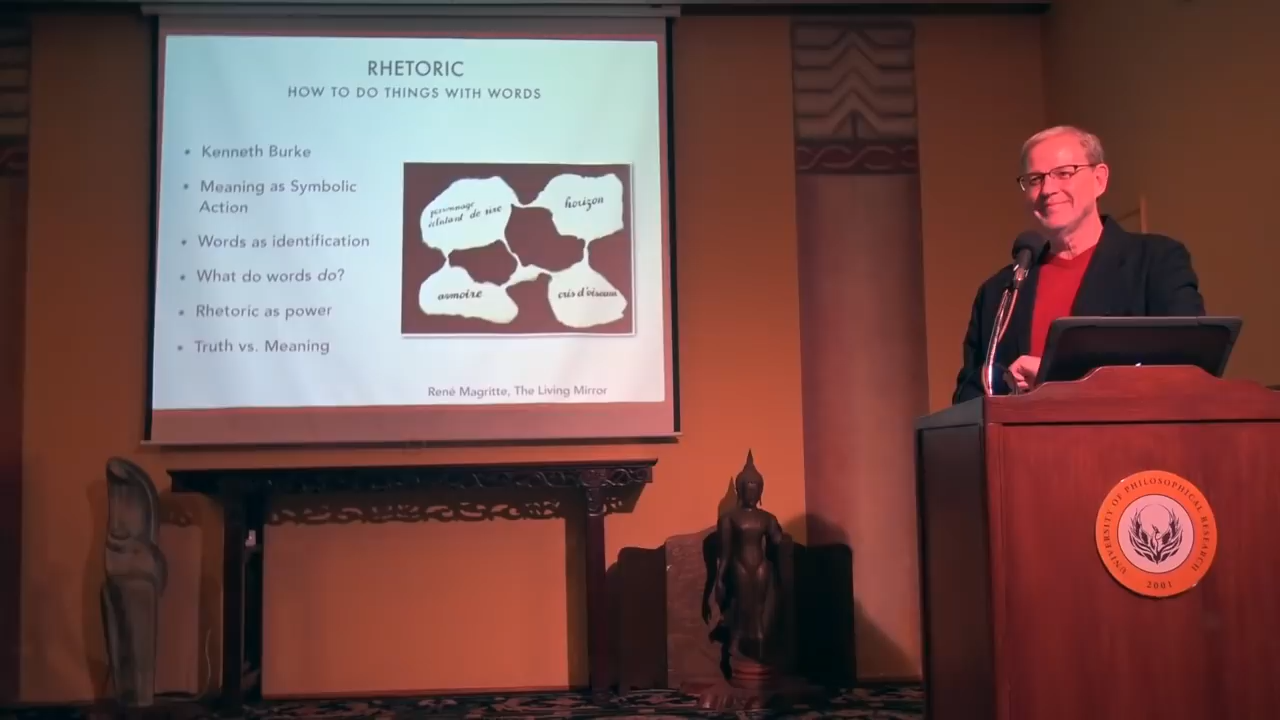 RHETORIC
HOW TO DO THINGS WITH WORDS
• Kenneth Burke
• Meaning as Symbolic
Action
• Words as identification
• What do words do?
• Rhetoric as power
• Truth vs. Meaning
personnage
éclatant de rire
horizon
armoire
cris d'oiseaux
René Magritte, The Living Mirror
UNIVERSITY OF PHILOSOPHICAL RESEARCH
2001